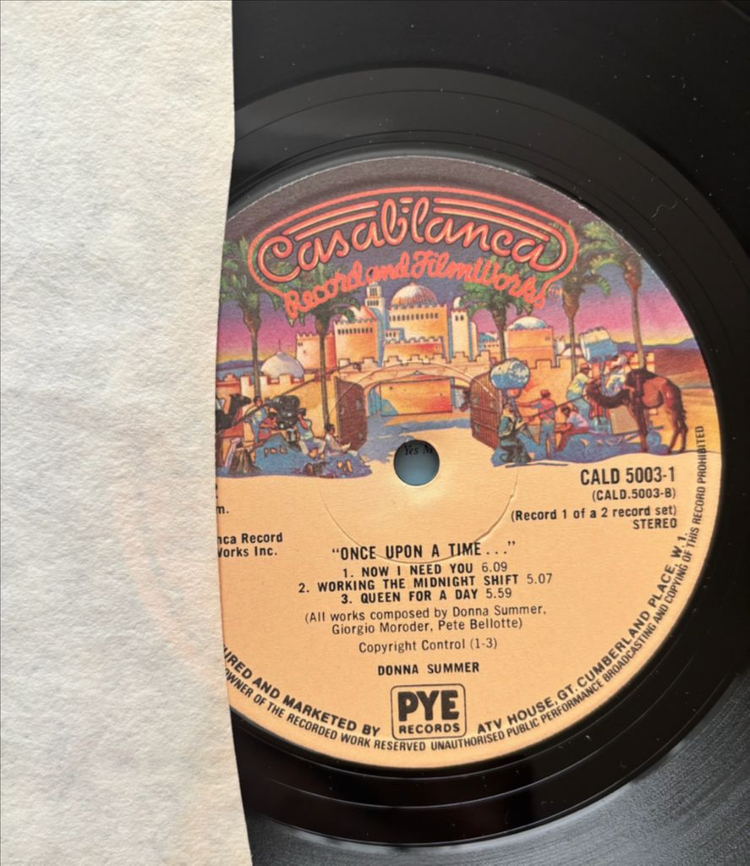 Casablanca
Record and FilmWorks
CALD 5003-1
(CALD.5003-B)
(Record 1 of a 2 record set)
STEREO
m.
nca Record
Works Inc.
"ONCE UPON A TIME..."
1. NOW I NEED YOU 6.09
2. WORKING THE MIDNIGHT SHIFT 5.07
3. QUEEN FOR A DAY 5.59
(All works composed by Donna Summer,
Giorgio Moroder, Pete Bellotte)
Copyright Control (1-3)
DONNA SUMMER
PYE
RECORDS
URED AND MARKETED BY
ATV HOUSE, GT. CUMBERLAND PLACE, W.1.
OWNER OF THE RECORDED WORK RESERVED UNAUTHORISED PUBLIC PERFORMANCE BROADCASTING AND COPYING OF THIS RECORD PROHIBITED
Yes